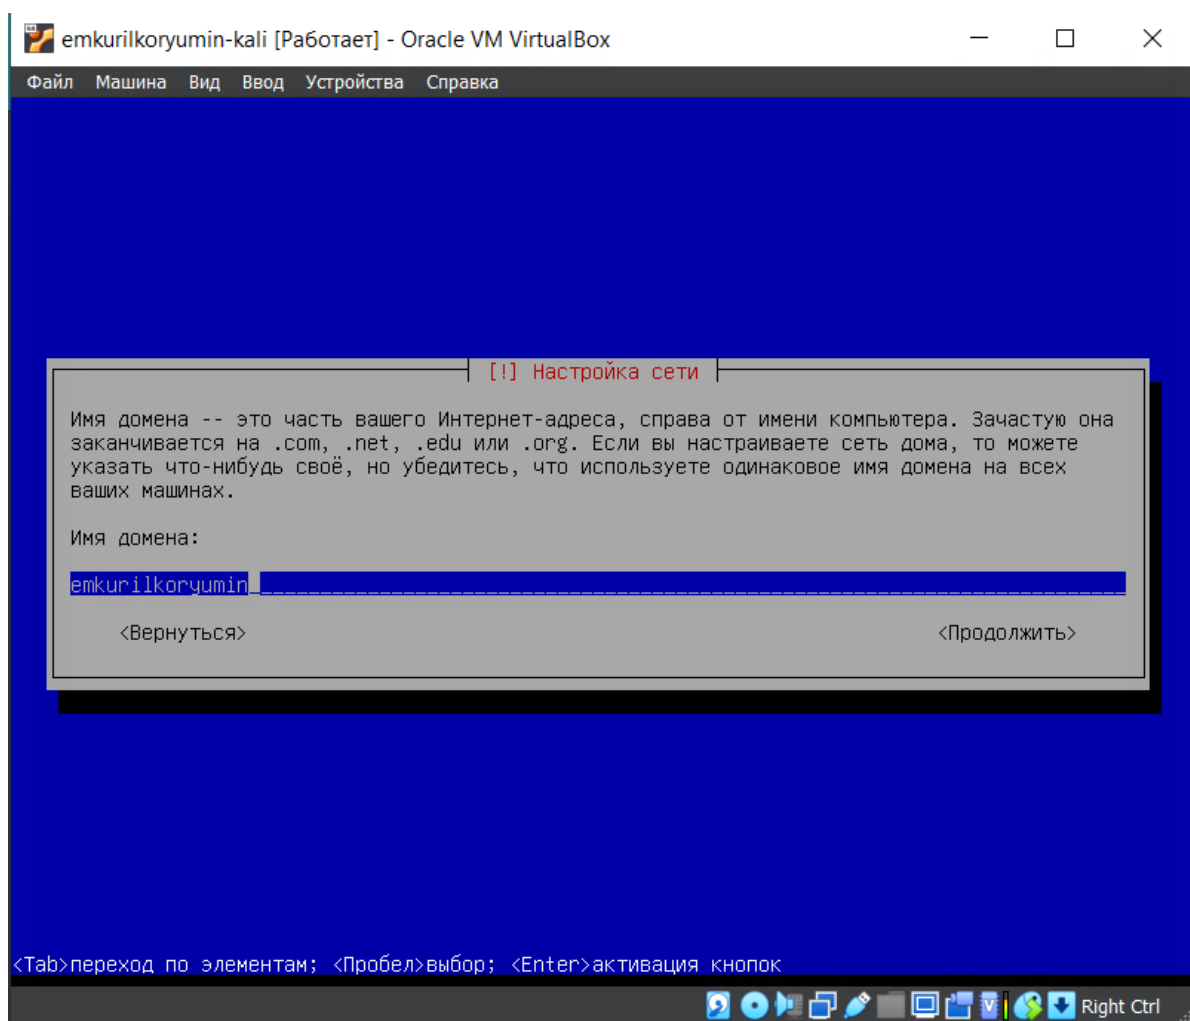 emkurilkoryumin-kali [Работает] - Oracle VM VirtualBox
Файл Машина Вид Ввод Устройства Справка
[!] Настройка сети
Имя домена -- это часть вашего Интернет-адреса, справа от имени компьютера. Зачастую она
заканчивается на .com, .net, .edu или .org. Если вы настраиваете сеть дома, то можете
указать что-нибудь своё, но убедитесь, что используете одинаковое имя домена на всех
ваших машинах.
Имя домена:
emkurilkoryumin
<Вернуться> <Продолжить>
<Tab>переход по элементам; <Пробел>выбор; <Enter>активация кнопок
Right Ctrl